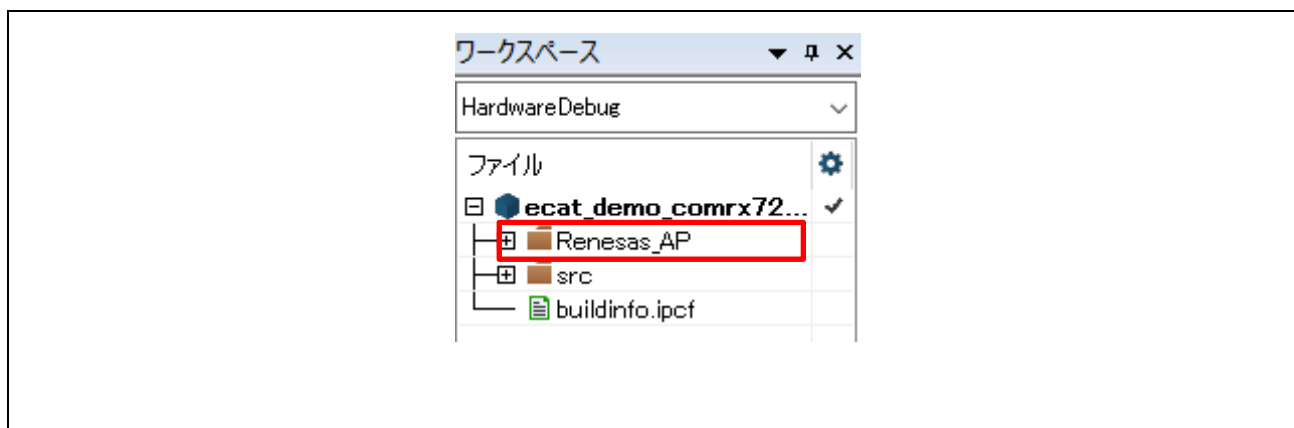 ワークスペース
HardwareDebug
ファイル
ecat_demo_comrx72...
Renesas_AP
src
buildinfo.ipcf